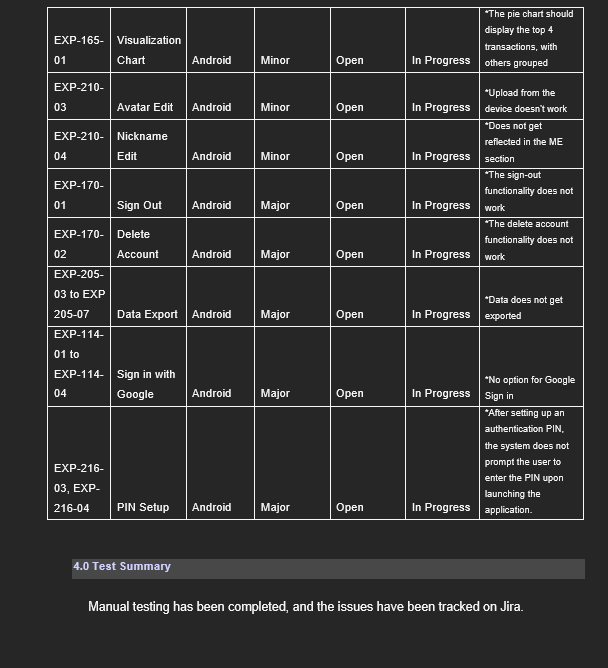 EXP-165-01 Visualization Chart Android Minor Open In Progress *The pie chart should display the top 4 transactions, with others grouped
EXP-210-03 Avatar Edit Android Minor Open In Progress *Upload from the device doesn't work
EXP-210-04 Nickname Edit Android Minor Open In Progress *Does not get reflected in the ME section
EXP-170-01 Sign Out Android Major Open In Progress *The sign-out functionality does not work
EXP-170-02 Delete Account Android Major Open In Progress *The delete account functionality does not work
EXP-205-03 to EXP 205-07 Data Export Android Major Open In Progress *Data does not get exported
EXP-114-01 to EXP-114-04 Sign in with Google Android Major Open In Progress *No option for Google Sign in
EXP-216-03, EXP-216-04 PIN Setup Android Major Open In Progress *After setting up an authentication PIN, the system does not prompt the user to enter the PIN upon launching the application.
4.0 Test Summary
Manual testing has been completed, and the issues have been tracked on Jira.